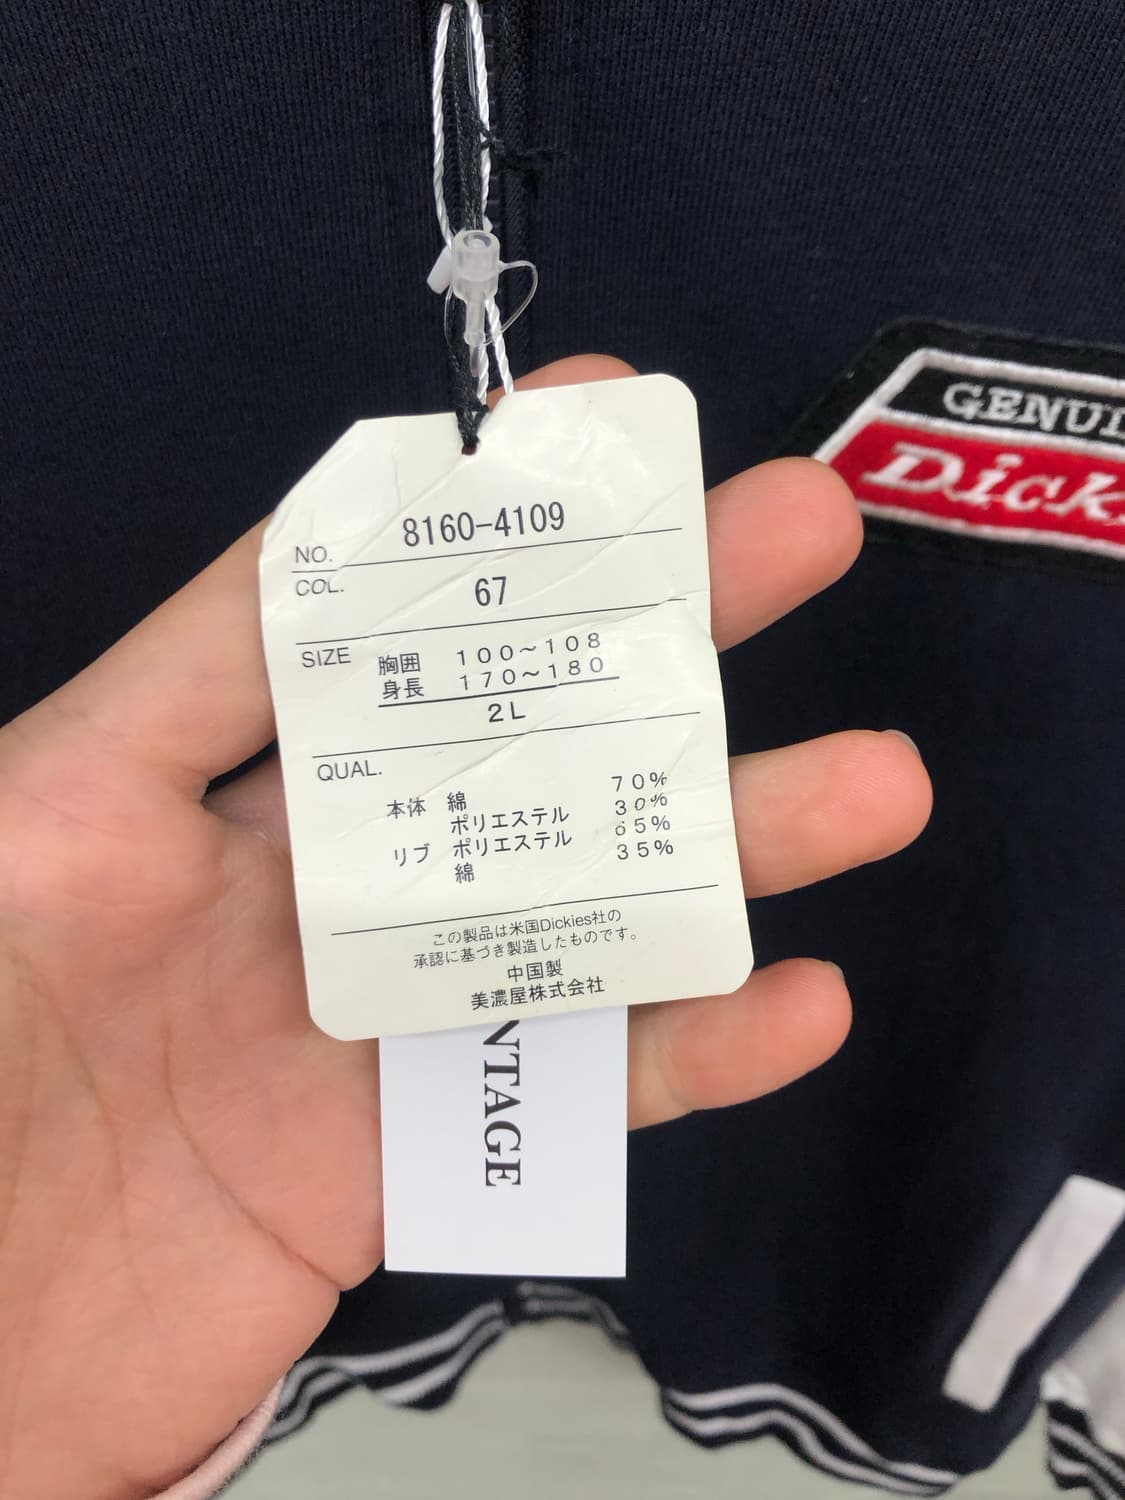 NO. 8160-4109
COL. 67
SIZE 胸囲 100～108
身長 170～180
2L
QUAL.
本体 綿 70%
ポリエステル 30%
リブ ポリエステル 65%
綿 35%
この製品は米国Dickies社の
承認に基づき製造したものです。
中国製
美濃屋株式会社
NTAGE
GENUI
Dick